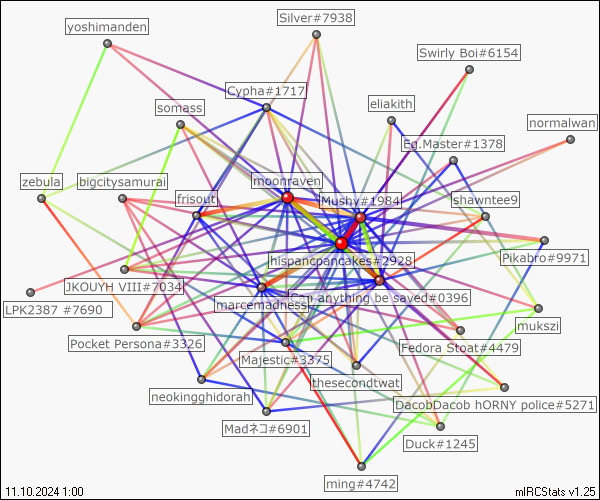 Silver#7938
yoshimanden
Swirly Boi#6154
Cypha#1717
eliakith
somass
normalwan
Eg.Master#1378
zebula
bigcitysamurai
moonraven
frisout
Mushy#1984
shawntee9
Pikabro#9971
hispancpancakes#2928
JKOUYH VIII#7034
LPK2387 #7690
marcemadness
Can anything be saved#0396
mukszi
Pocket Persona#3326
Majestic#3375
Fedora Stoat#4479
thesecondtwat
neokingghidorah
DacobDacob hORNY police#5271
Madネコ#6901
Duck#1245
ming#4742
11.10.2024 1:00
mIRCStats v1.25